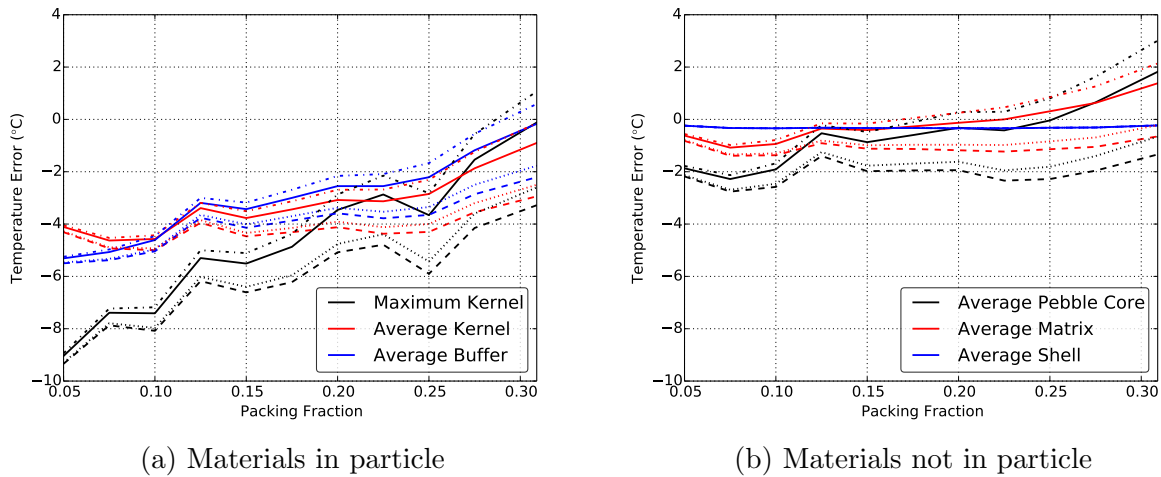 4
2
0
−2
−4
−6
−8
−10
0.05
0.10
0.15
0.20
0.25
0.30
Temperature Error (°C)
Packing Fraction
Maximum Kernel
Average Kernel
Average Buffer
(a) Materials in particle
4
2
0
−2
−4
−6
−8
−10
0.05
0.10
0.15
0.20
0.25
0.30
Temperature Error (°C)
Packing Fraction
Average Pebble Core
Average Matrix
Average Shell
(b) Materials not in particle